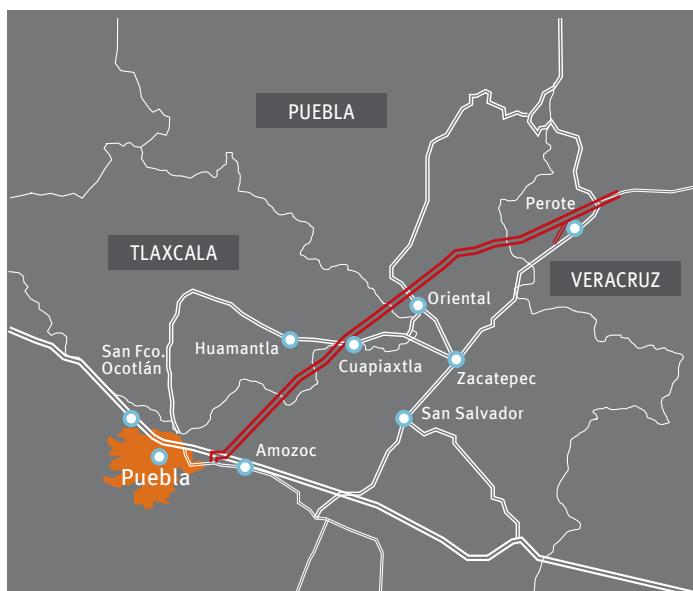 PUEBLA
Perote
TLAXCALA
VERACRUZ
Oriental
San Fco.
Ocotlán
Huamantla
Cuapiaxtla
Zacatepec
San Salvador
Amozoc
Puebla